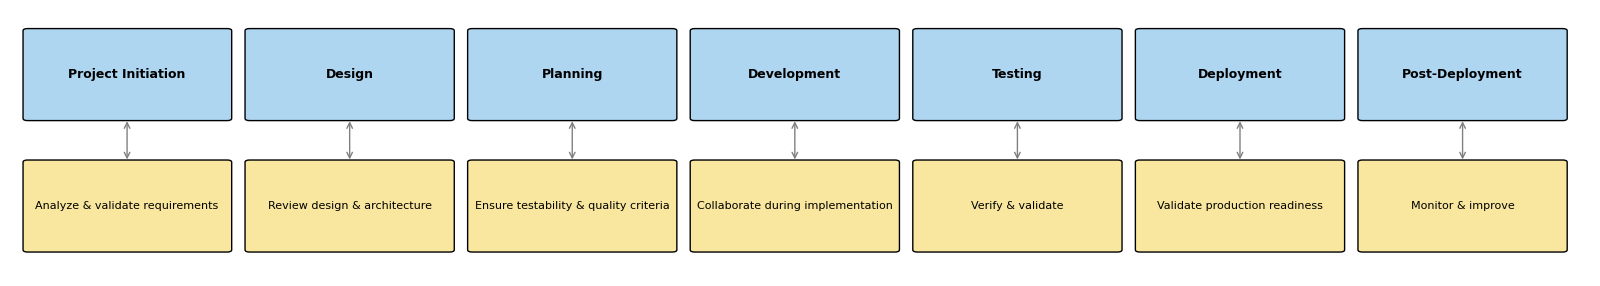 Project Initiation
Design
Planning
Development
Testing
Deployment
Post-Deployment
Analyze & validate requirements
Review design & architecture
Ensure testability & quality criteria
Collaborate during implementation
Verify & validate
Validate production readiness
Monitor & improve